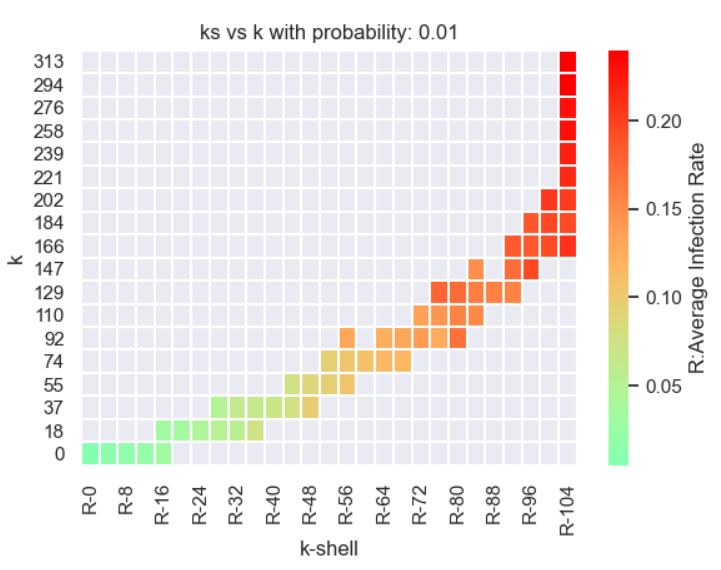 ks vs k with probability: 0.01
313
294
276
258
239
221
202
184
166
147
129
110
92
74
55
37
18
0
k
R-0
R-8
R-16
R-24
R-32
R-40
R-48
R-56
R-64
R-72
R-80
R-88
R-96
R-104
k-shell
0.20
0.15
0.10
0.05
R:Average Infection Rate